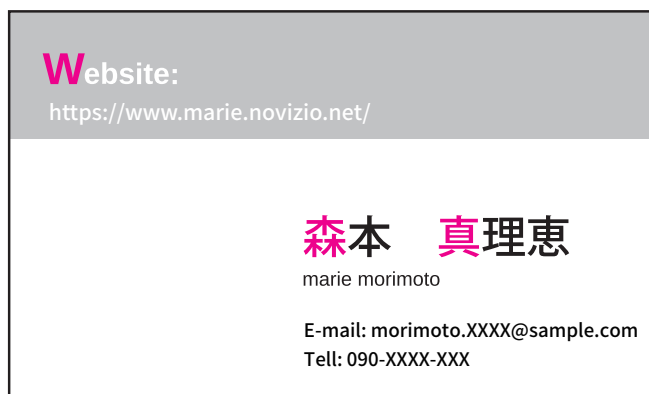 Website:
https://www.marie.novizio.net/
森本　真理恵
marie morimoto
E-mail: morimoto.XXXX@sample.com
Tell: 090-XXXX-XXX